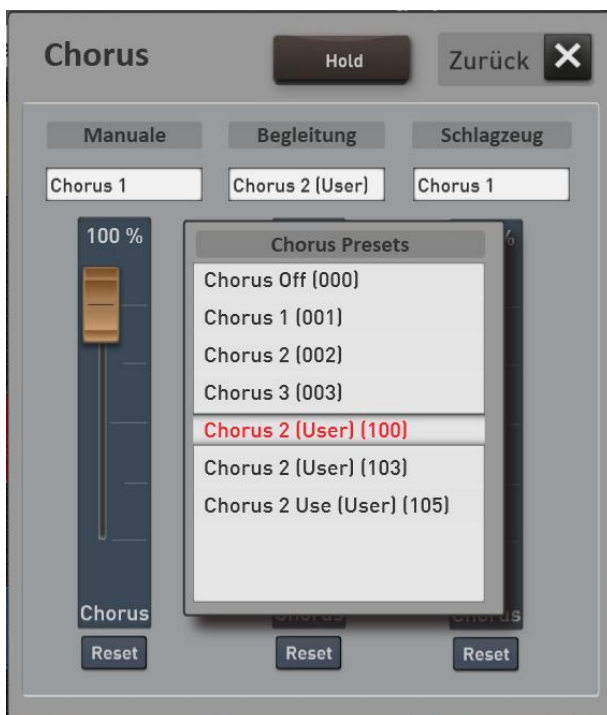 Chorus Hold Zurück
Manuale Begleitung Schlagzeug
Chorus 1 Chorus 2 (User) Chorus 1
100 % %
Chorus Presets
Chorus Off (000)
Chorus 1 (001)
Chorus 2 (002)
Chorus 3 (003)
Chorus 2 (User) (100)
Chorus 2 (User) (103)
Chorus 2 Use (User) (105)
Chorus
Reset Reset Reset